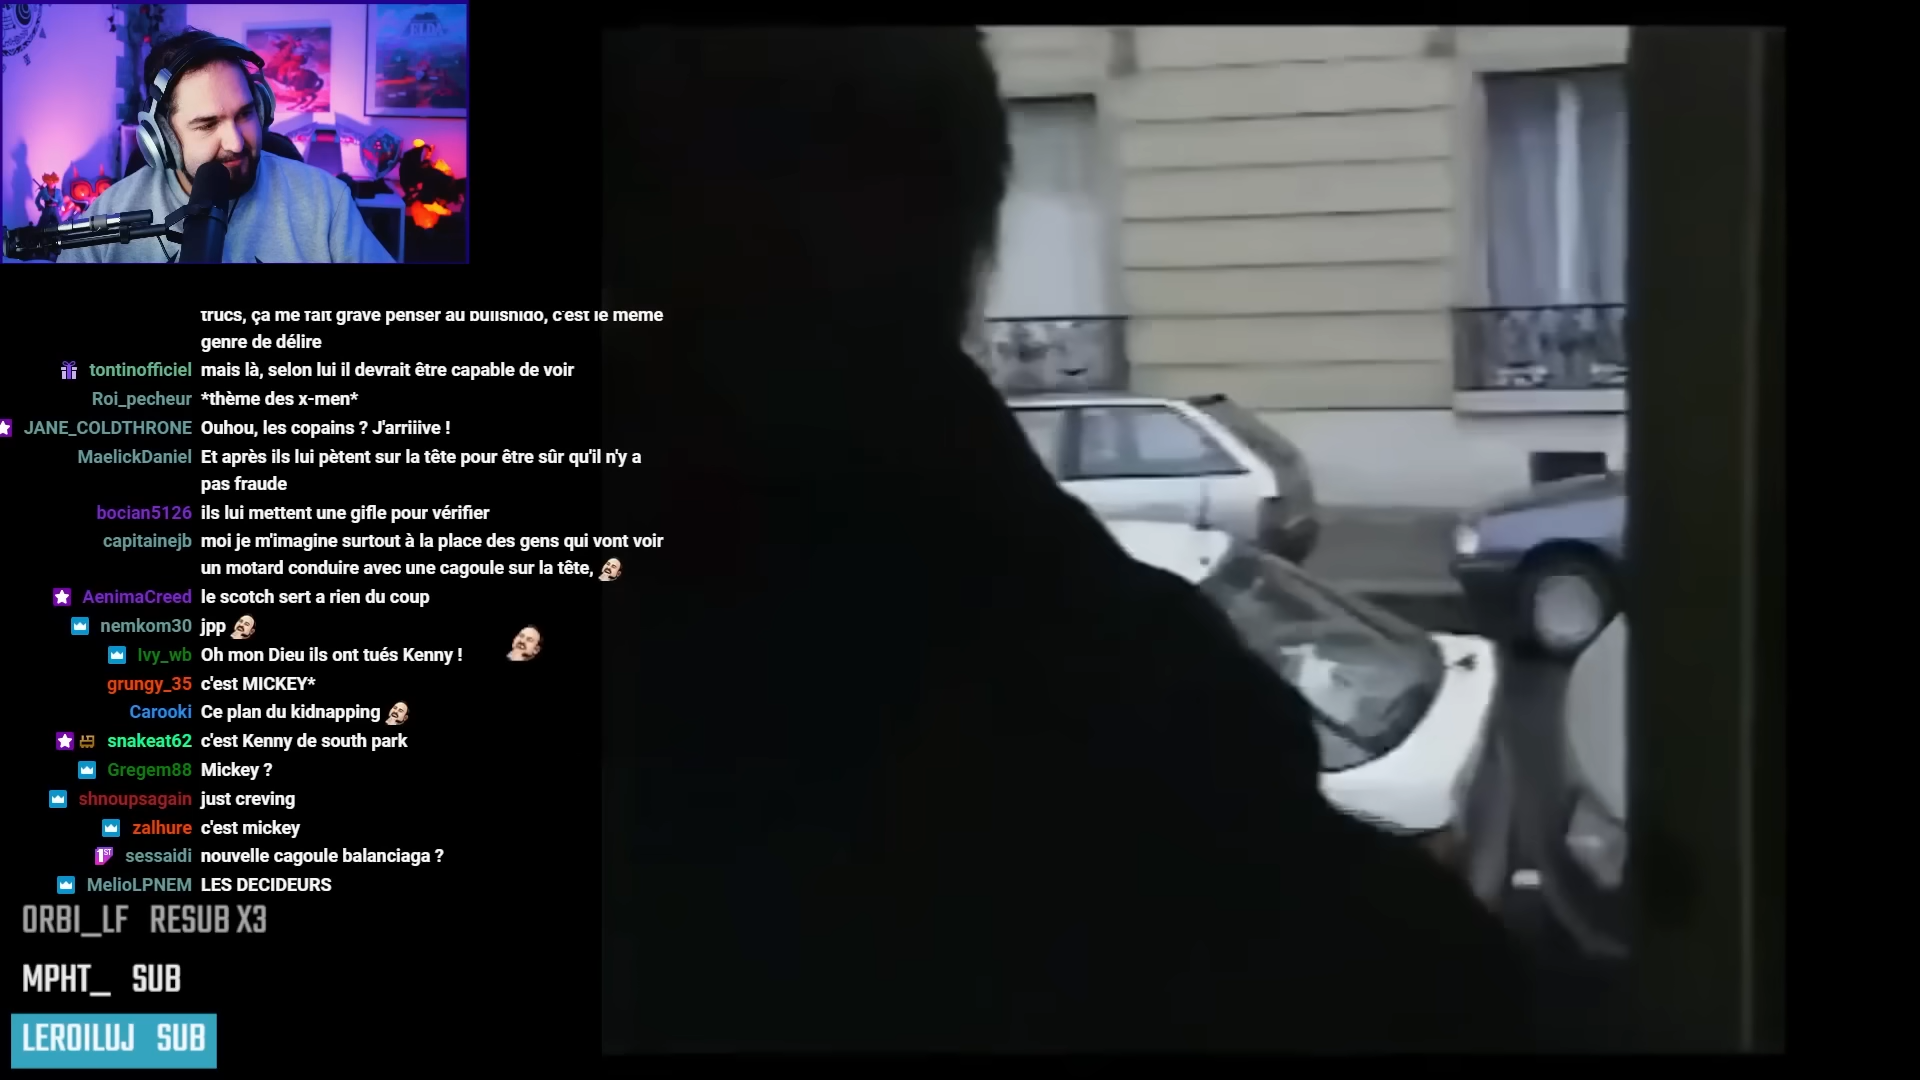 ELDA
trucs, ça me fait grave penser au bullshido, c'est le même
genre de délire
tontinofficiel mais là, selon lui il devrait être capable de voir
Roi_pecheur *thème des x-men*
JANE_COLDTHRONE Ouhou, les copains ? J'arriiive !
MaelickDaniel Et après ils lui pètent sur la tête pour être sûr qu'il n'y a
pas fraude
bocian5126 ils lui mettent une gifle pour vérifier
capitainejb moi je m'imagine surtout à la place des gens qui vont voir
un motard conduire avec une cagoule sur la tête,
AenimaCreed le scotch sert a rien du coup
nemkom30 jpp
Ivy_wb Oh mon Dieu ils ont tués Kenny !
grungy_35 c'est MICKEY*
Carooki Ce plan du kidnapping
snakeat62 c'est Kenny de south park
Gregem88 Mickey ?
shnoupsagain just creving
zalhure c'est mickey
1ST sessaidi nouvelle cagoule balanciaga ?
MelioLPNEM LES DECIDEURS
ORBI_LF RESUB X3
MPHT_ SUB
LEROILUJ SUB